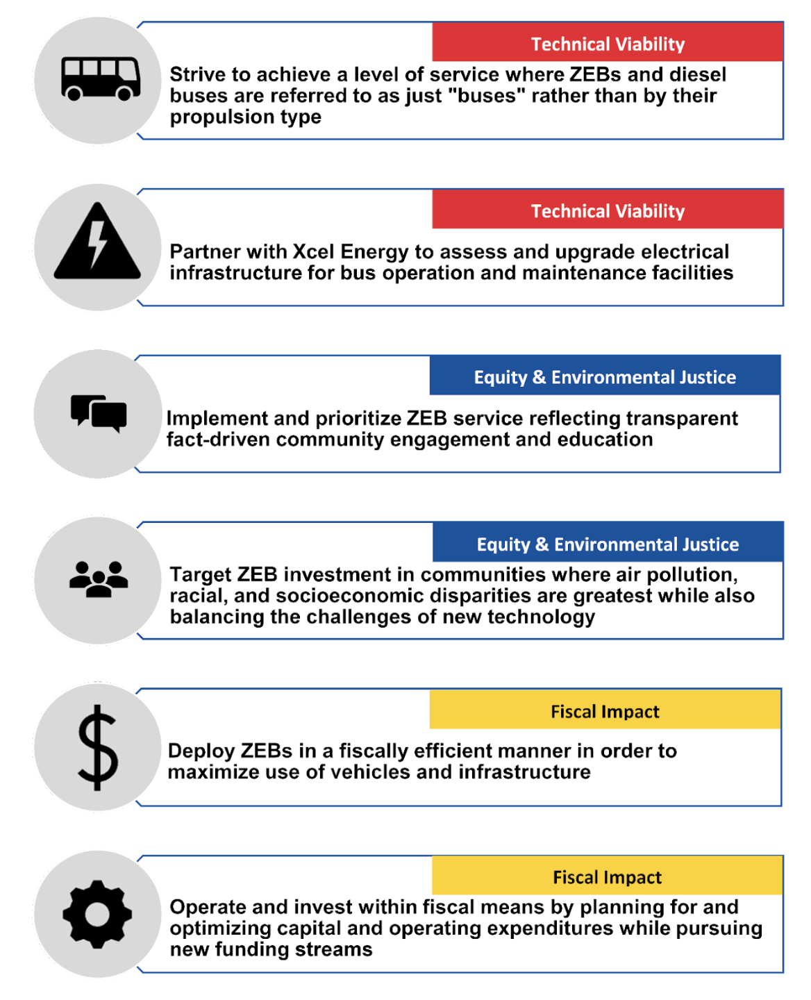 Technical Viability
Strive to achieve a level of service where ZEBs and diesel
buses are referred to as just "buses" rather than by their
propulsion type
Technical Viability
Partner with Xcel Energy to assess and upgrade electrical
infrastructure for bus operation and maintenance facilities
Equity & Environmental Justice
Implement and prioritize ZEB service reflecting transparent
fact-driven community engagement and education
Equity & Environmental Justice
Target ZEB investment in communities where air pollution,
racial, and socioeconomic disparities are greatest while also
balancing the challenges of new technology
Fiscal Impact
Deploy ZEBs in a fiscally efficient manner in order to
maximize use of vehicles and infrastructure
Fiscal Impact
Operate and invest within fiscal means by planning for and
optimizing capital and operating expenditures while pursuing
new funding streams